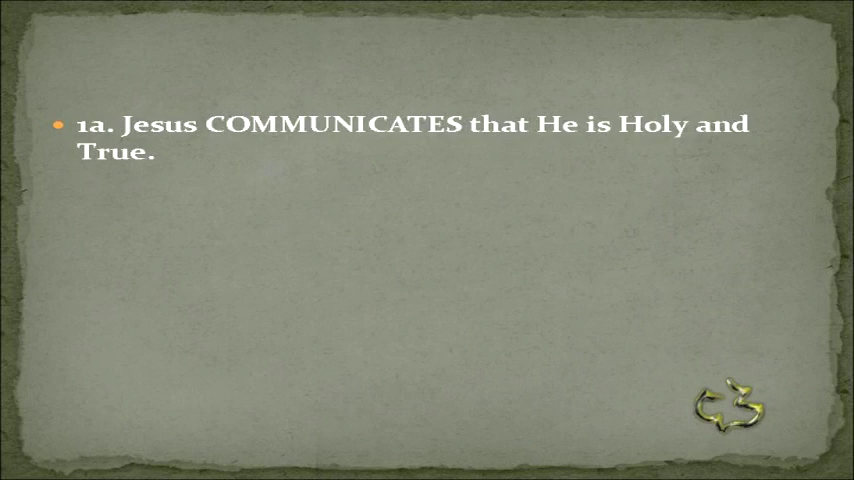 • 1a. Jesus COMMUNICATES that He is Holy and
True.